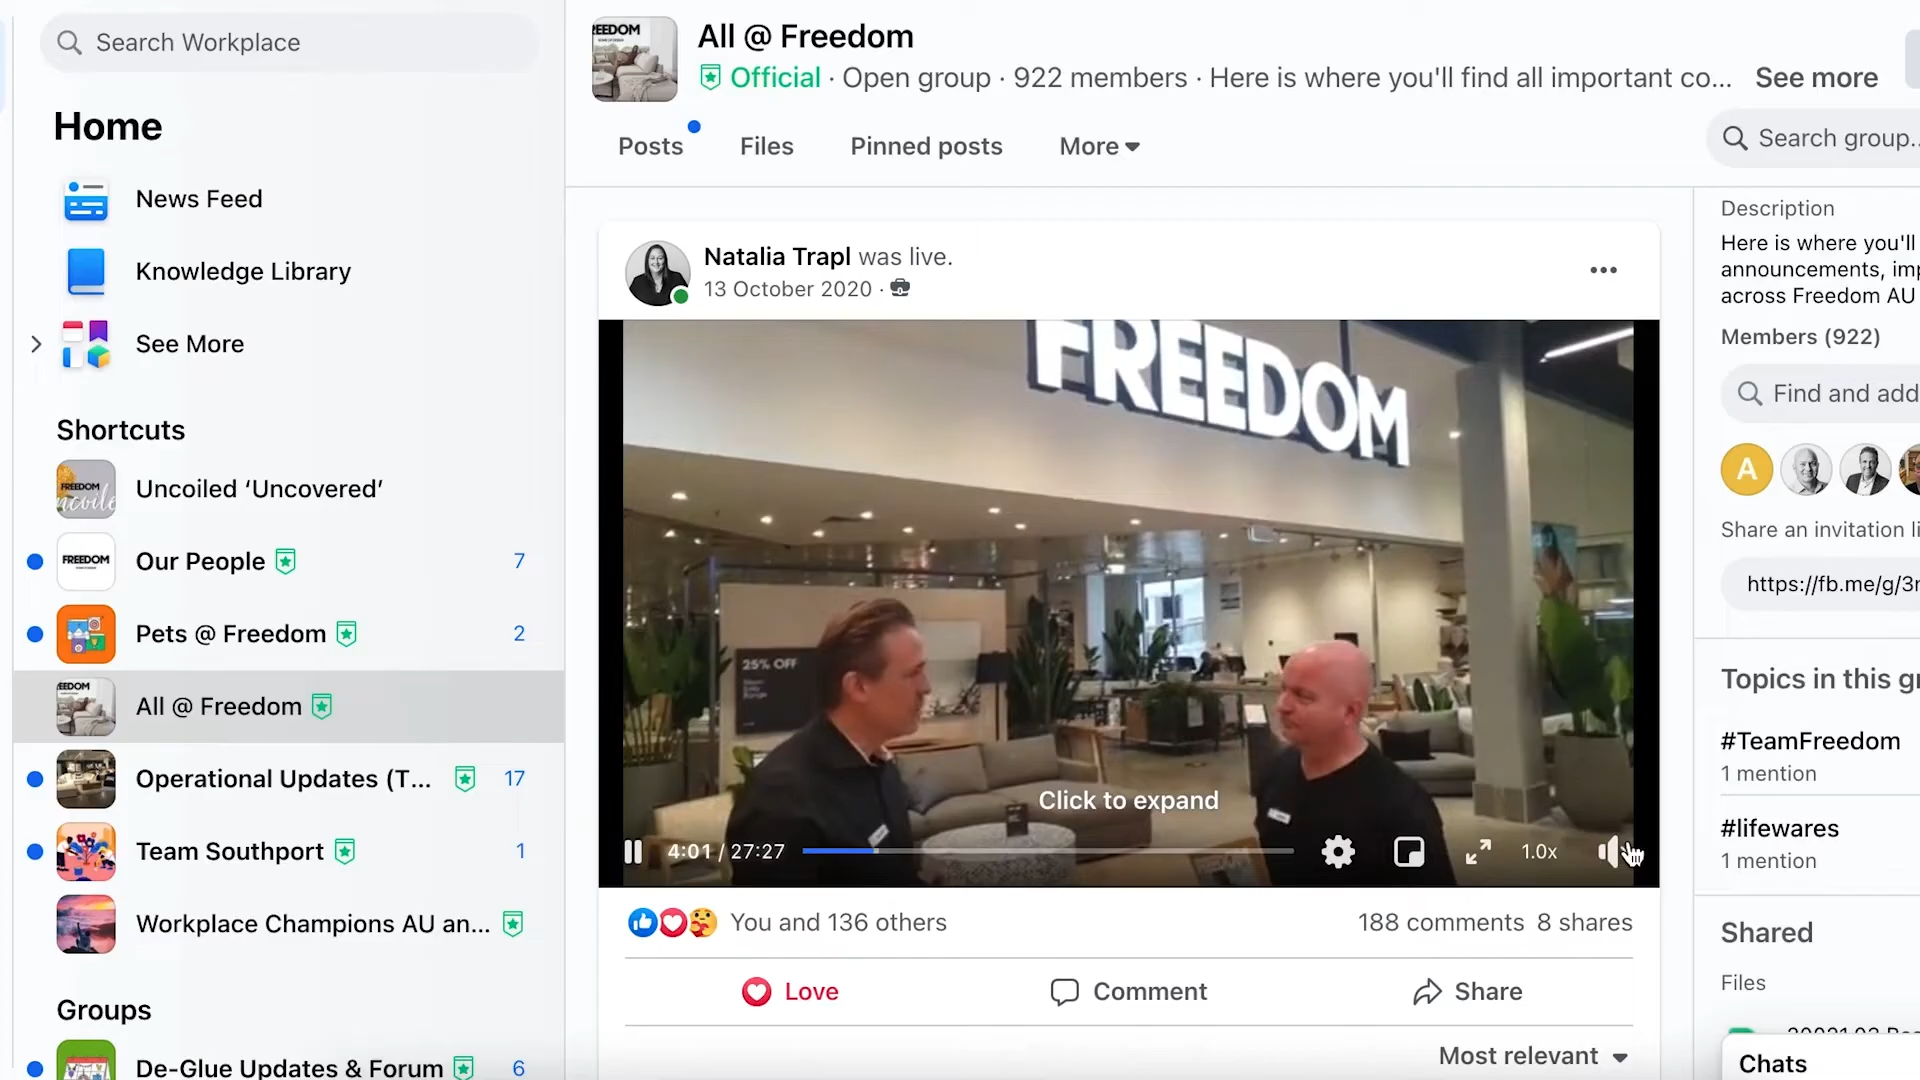 Search Workplace
Home
News Feed
Knowledge Library
See More
Shortcuts
FREEDOM
Uncoiled ‘Uncovered’
FREEDOM
Our People
7
Pets @ Freedom
2
EEDOM
All @ Freedom
Operational Updates (T...
17
Team Southport
1
Workplace Champions AU an...
Groups
De-Glue Updates & Forum
6
EEDOM
All @ Freedom
Official · Open group · 922 members · Here is where you'll find all important co... See more
Posts
Files
Pinned posts
More
Search group..
Natalia Trapl was live.
13 October 2020 ·
FREEDOM
25% OFF
Click to expand
4:01 / 27:27
1.0x
You and 136 others
188 comments 8 shares
Love
Comment
Share
Most relevant
Description
Here is where you'll
announcements, imp
across Freedom AU
Members (922)
Find and add
A
Share an invitation li
https://fb.me/g/3r
Topics in this gr
#TeamFreedom
1 mention
#lifewares
1 mention
Shared
Files
Chats